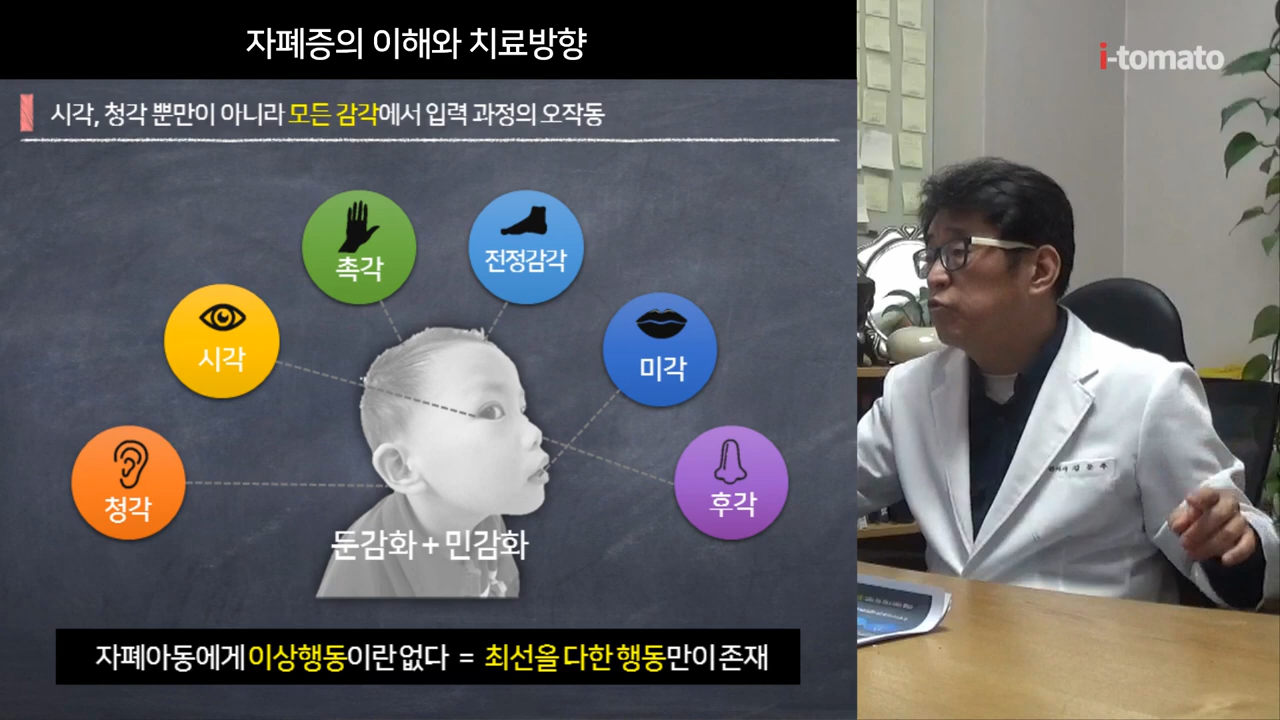 자폐증의 이해와 치료방향
i-tomato
시각, 청각 뿐만이 아니라 모든 감각에서 입력 과정의 오작동
촉각
전정감각
시각
미각
청각
후각
둔감화 + 민감화
자폐아동에게 이상행동이란 없다 = 최선을 다한 행동만이 존재